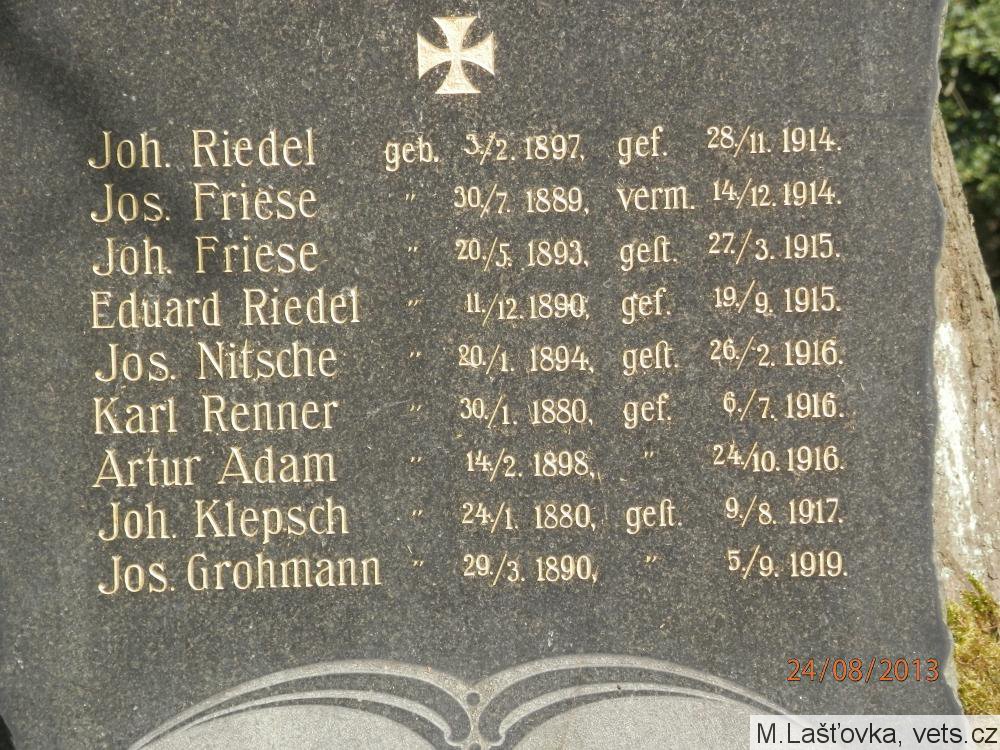 Joh. Riedel geb. 3./2. 1897, gef. 28./11. 1914.
Jos. Friese " 30./7. 1889, verm. 14./12. 1914.
Joh. Friese " 20./5. 1893, geſt. 27./3. 1915.
Eduard Riedel " 11./12. 1890, gef. 19./9. 1915.
Jos. Nitsche " 20./1. 1894, geſt. 26./2. 1916.
Karl Renner " 30./1. 1880, gef. 6./7. 1916.
Artur Adam " 14./2. 1898, " 24./10. 1916.
Joh. Klepsch " 24./1. 1880, geſt. 9./8. 1917.
Jos. Grohmann " 29./3. 1890, " 5./9. 1919.
24/08/2013
M.Lašťovka, vets.cz